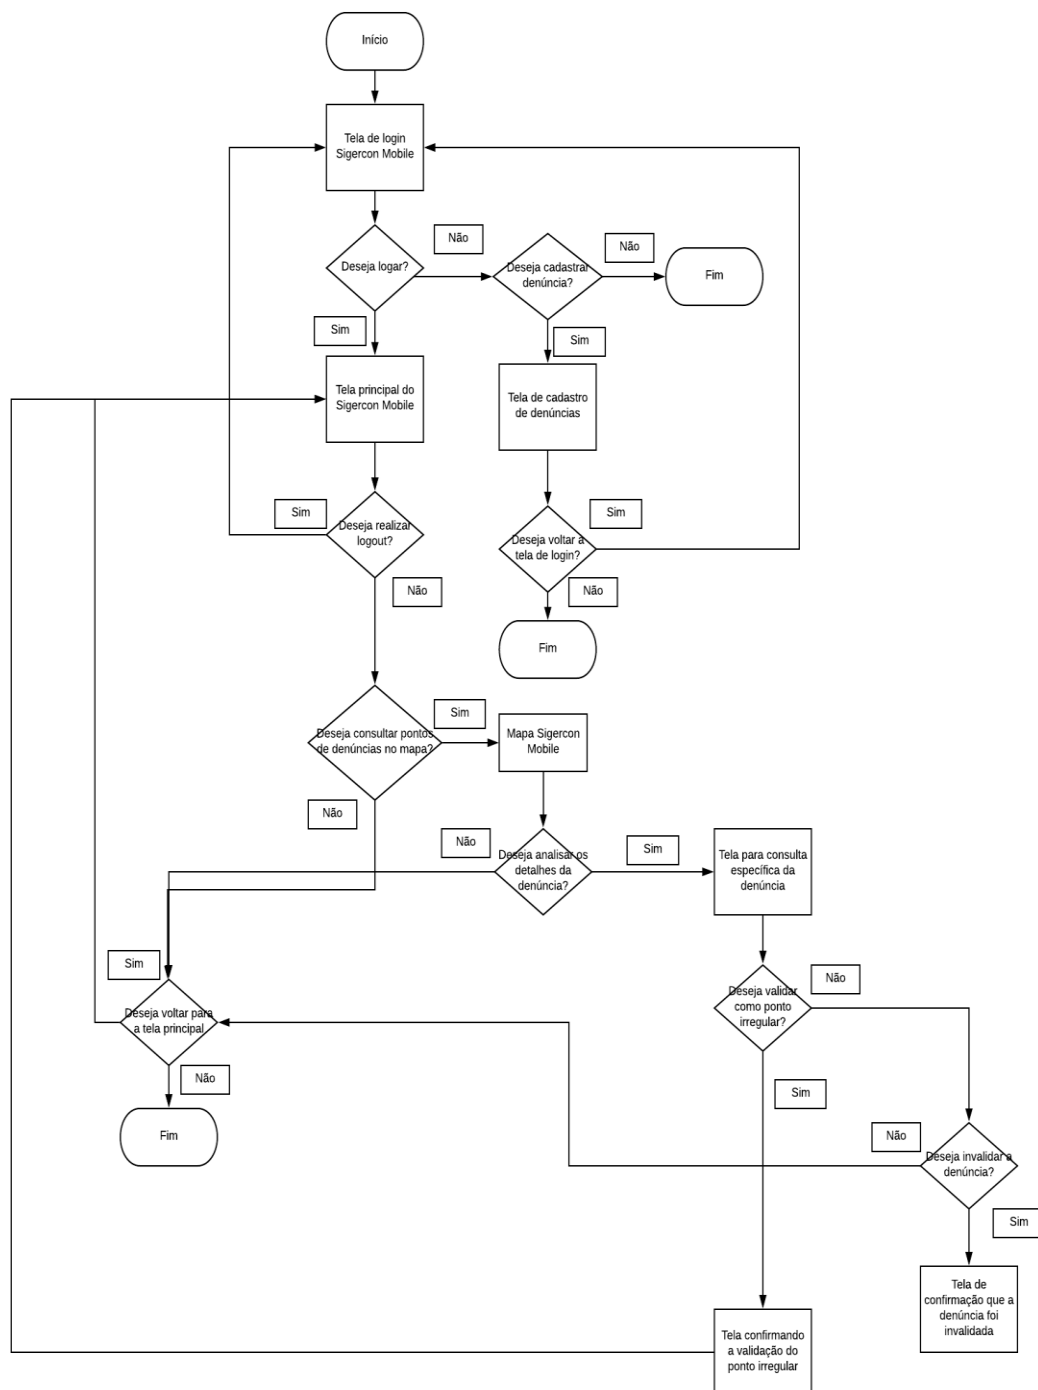 Início
Tela de login
Sigercon Mobile
Não
Não
Deseja logar?
Deseja cadastrar
denúncia?
Fim
Sim
Sim
Tela principal do
Sigercon Mobile
Tela de cadastro
de denúncias
Sim
Sim
Deseja realizar
logout?
Deseja voltar a
tela de login?
Não
Não
Fim
Sim
Deseja consultar pontos
de denúncias no mapa?
Mapa Sigercon
Mobile
Não
Não
Sim
Deseja analisar os
detalhes da
denúncia?
Tela para consulta
específica da
denúncia
Sim
Não
Deseja validar
como ponto
irregular?
Deseja voltar para
a tela principal
Não
Sim
Fim
Não
Deseja invalidar a
denúncia?
Sim
Tela de
confirmação que a
denúncia foi
invalidada
Tela confirmando
a validação do
ponto irregular